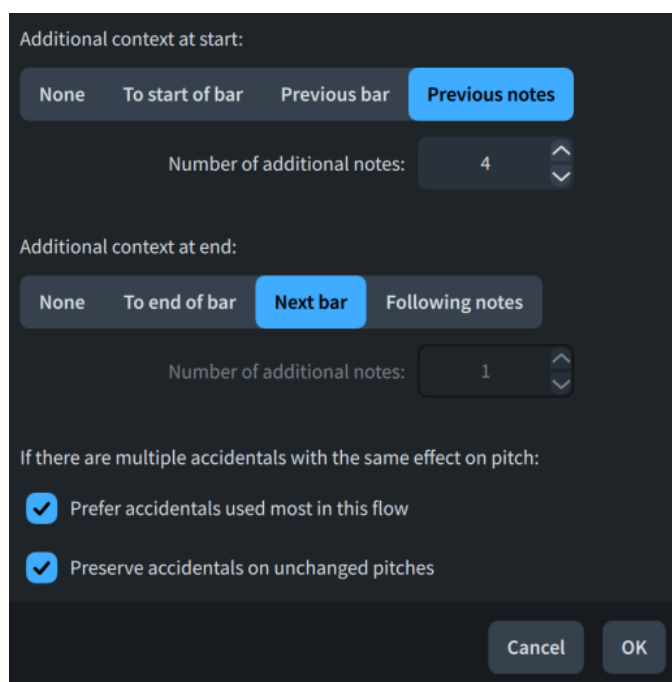 Additional context at start:
None To start of bar Previous bar Previous notes
Number of additional notes: 4
Additional context at end:
None To end of bar Next bar Following notes
Number of additional notes: 1
If there are multiple accidentals with the same effect on pitch:
Prefer accidentals used most in this flow
Preserve accidentals on unchanged pitches
Cancel OK